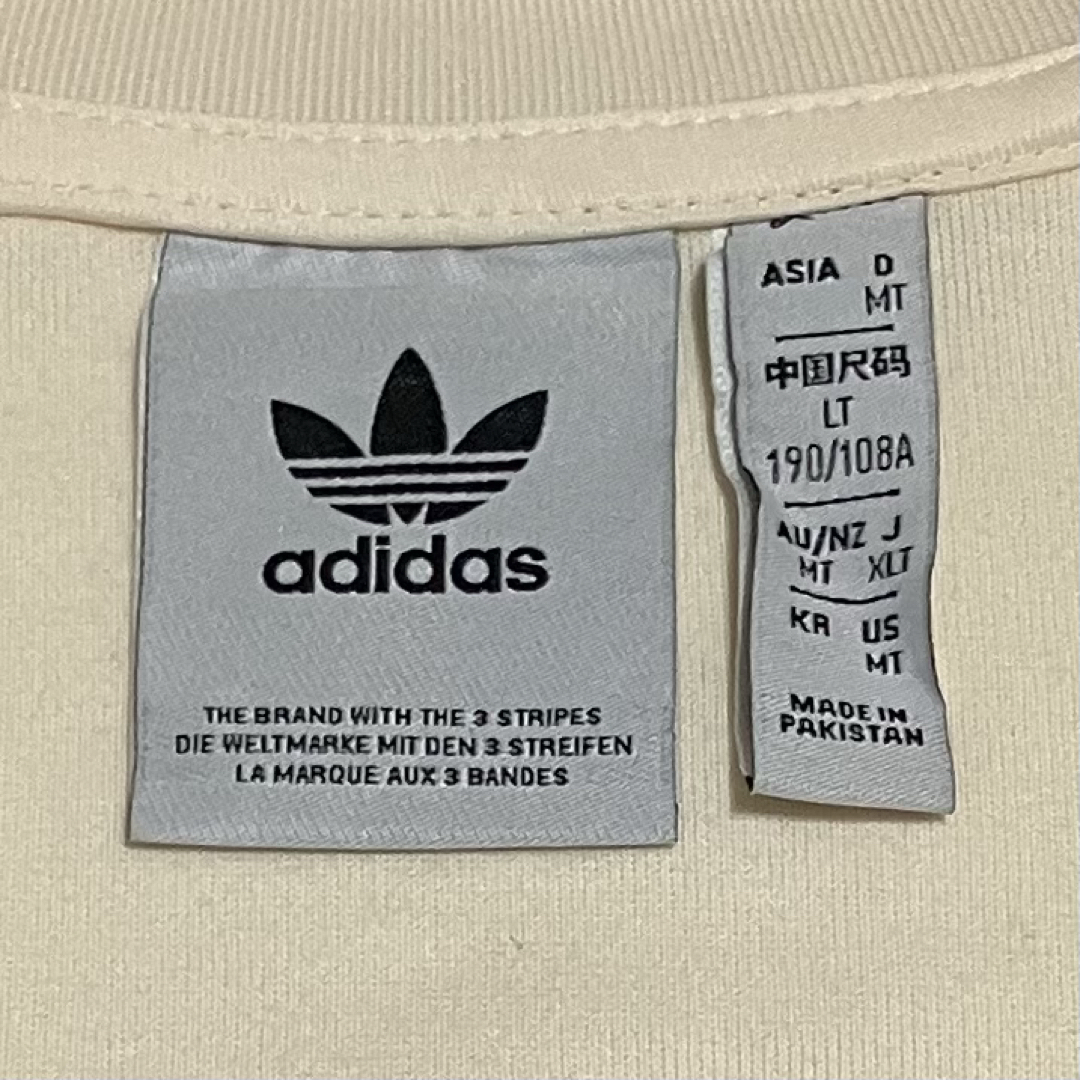 adidas
THE BRAND WITH THE 3 STRIPES
DIE WELTMARKE MIT DEN 3 STREIFEN
LA MARQUE AUX 3 BANDES
ASIA D
MT
中国尺码
LT
190/108A
AU/NZ J
MT XLT
KR US
MT
MADE IN
PAKISTAN